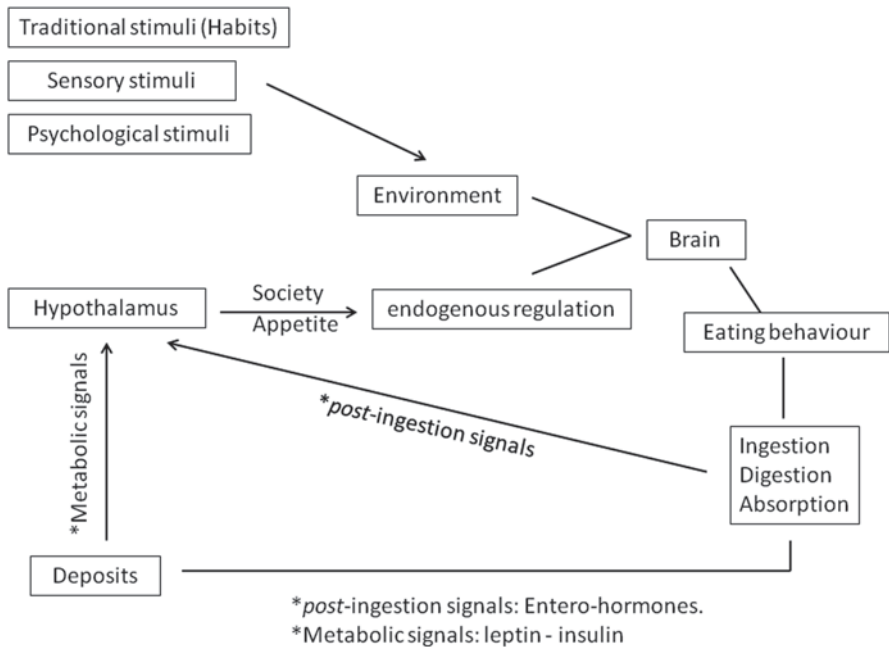 Traditional stimuli (Habits)
Sensory stimuli
Psychological stimuli
Environment
Brain
Hypothalamus
Society
Appetite
endogenous regulation
Eating behaviour
*post-ingestion signals
*Metabolic signals
Ingestion
Digestion
Absorption
Deposits
*post-ingestion signals: Entero-hormones.
*Metabolic signals: leptin - insulin